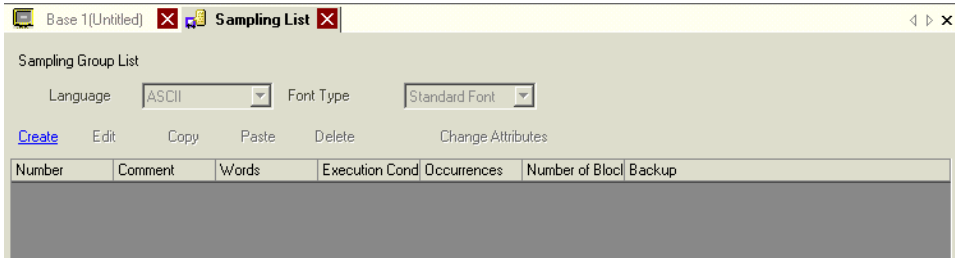 Base 1(Untitled) Sampling List
Sampling Group List
Language ASCII Font Type Standard Font
Create Edit Copy Paste Delete Change Attributes
Number Comment Words Execution Cond Occurrences Number of Blocl Backup